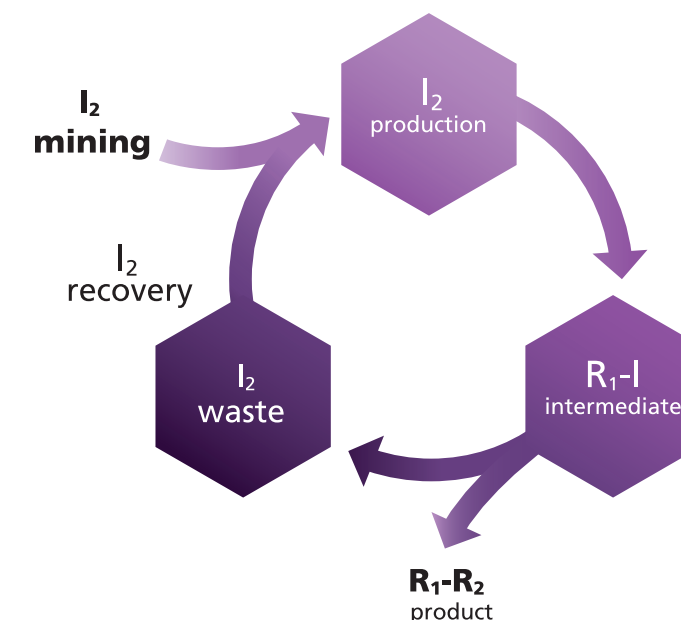 I₂
production
I₂
mining
I₂
recovery
I₂
waste
R₁-I
intermediate
R₁-R₂
product